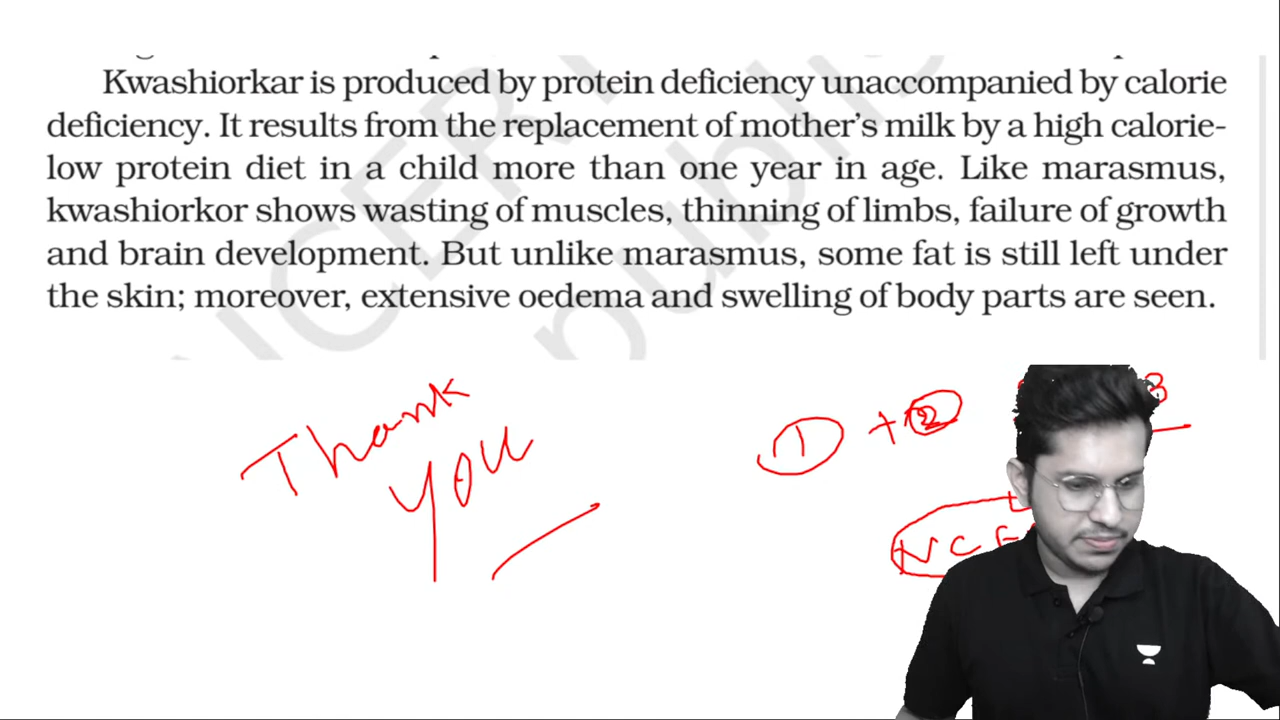 Kwashiorkar is produced by protein deficiency unaccompanied by calorie
deficiency. It results from the replacement of mother's milk by a high calorie-
low protein diet in a child more than one year in age. Like marasmus,
kwashiorkor shows wasting of muscles, thinning of limbs, failure of growth
and brain development. But unlike marasmus, some fat is still left under
the skin; moreover, extensive oedema and swelling of body parts are seen.
Thank
You
1 + 2
3
NCE